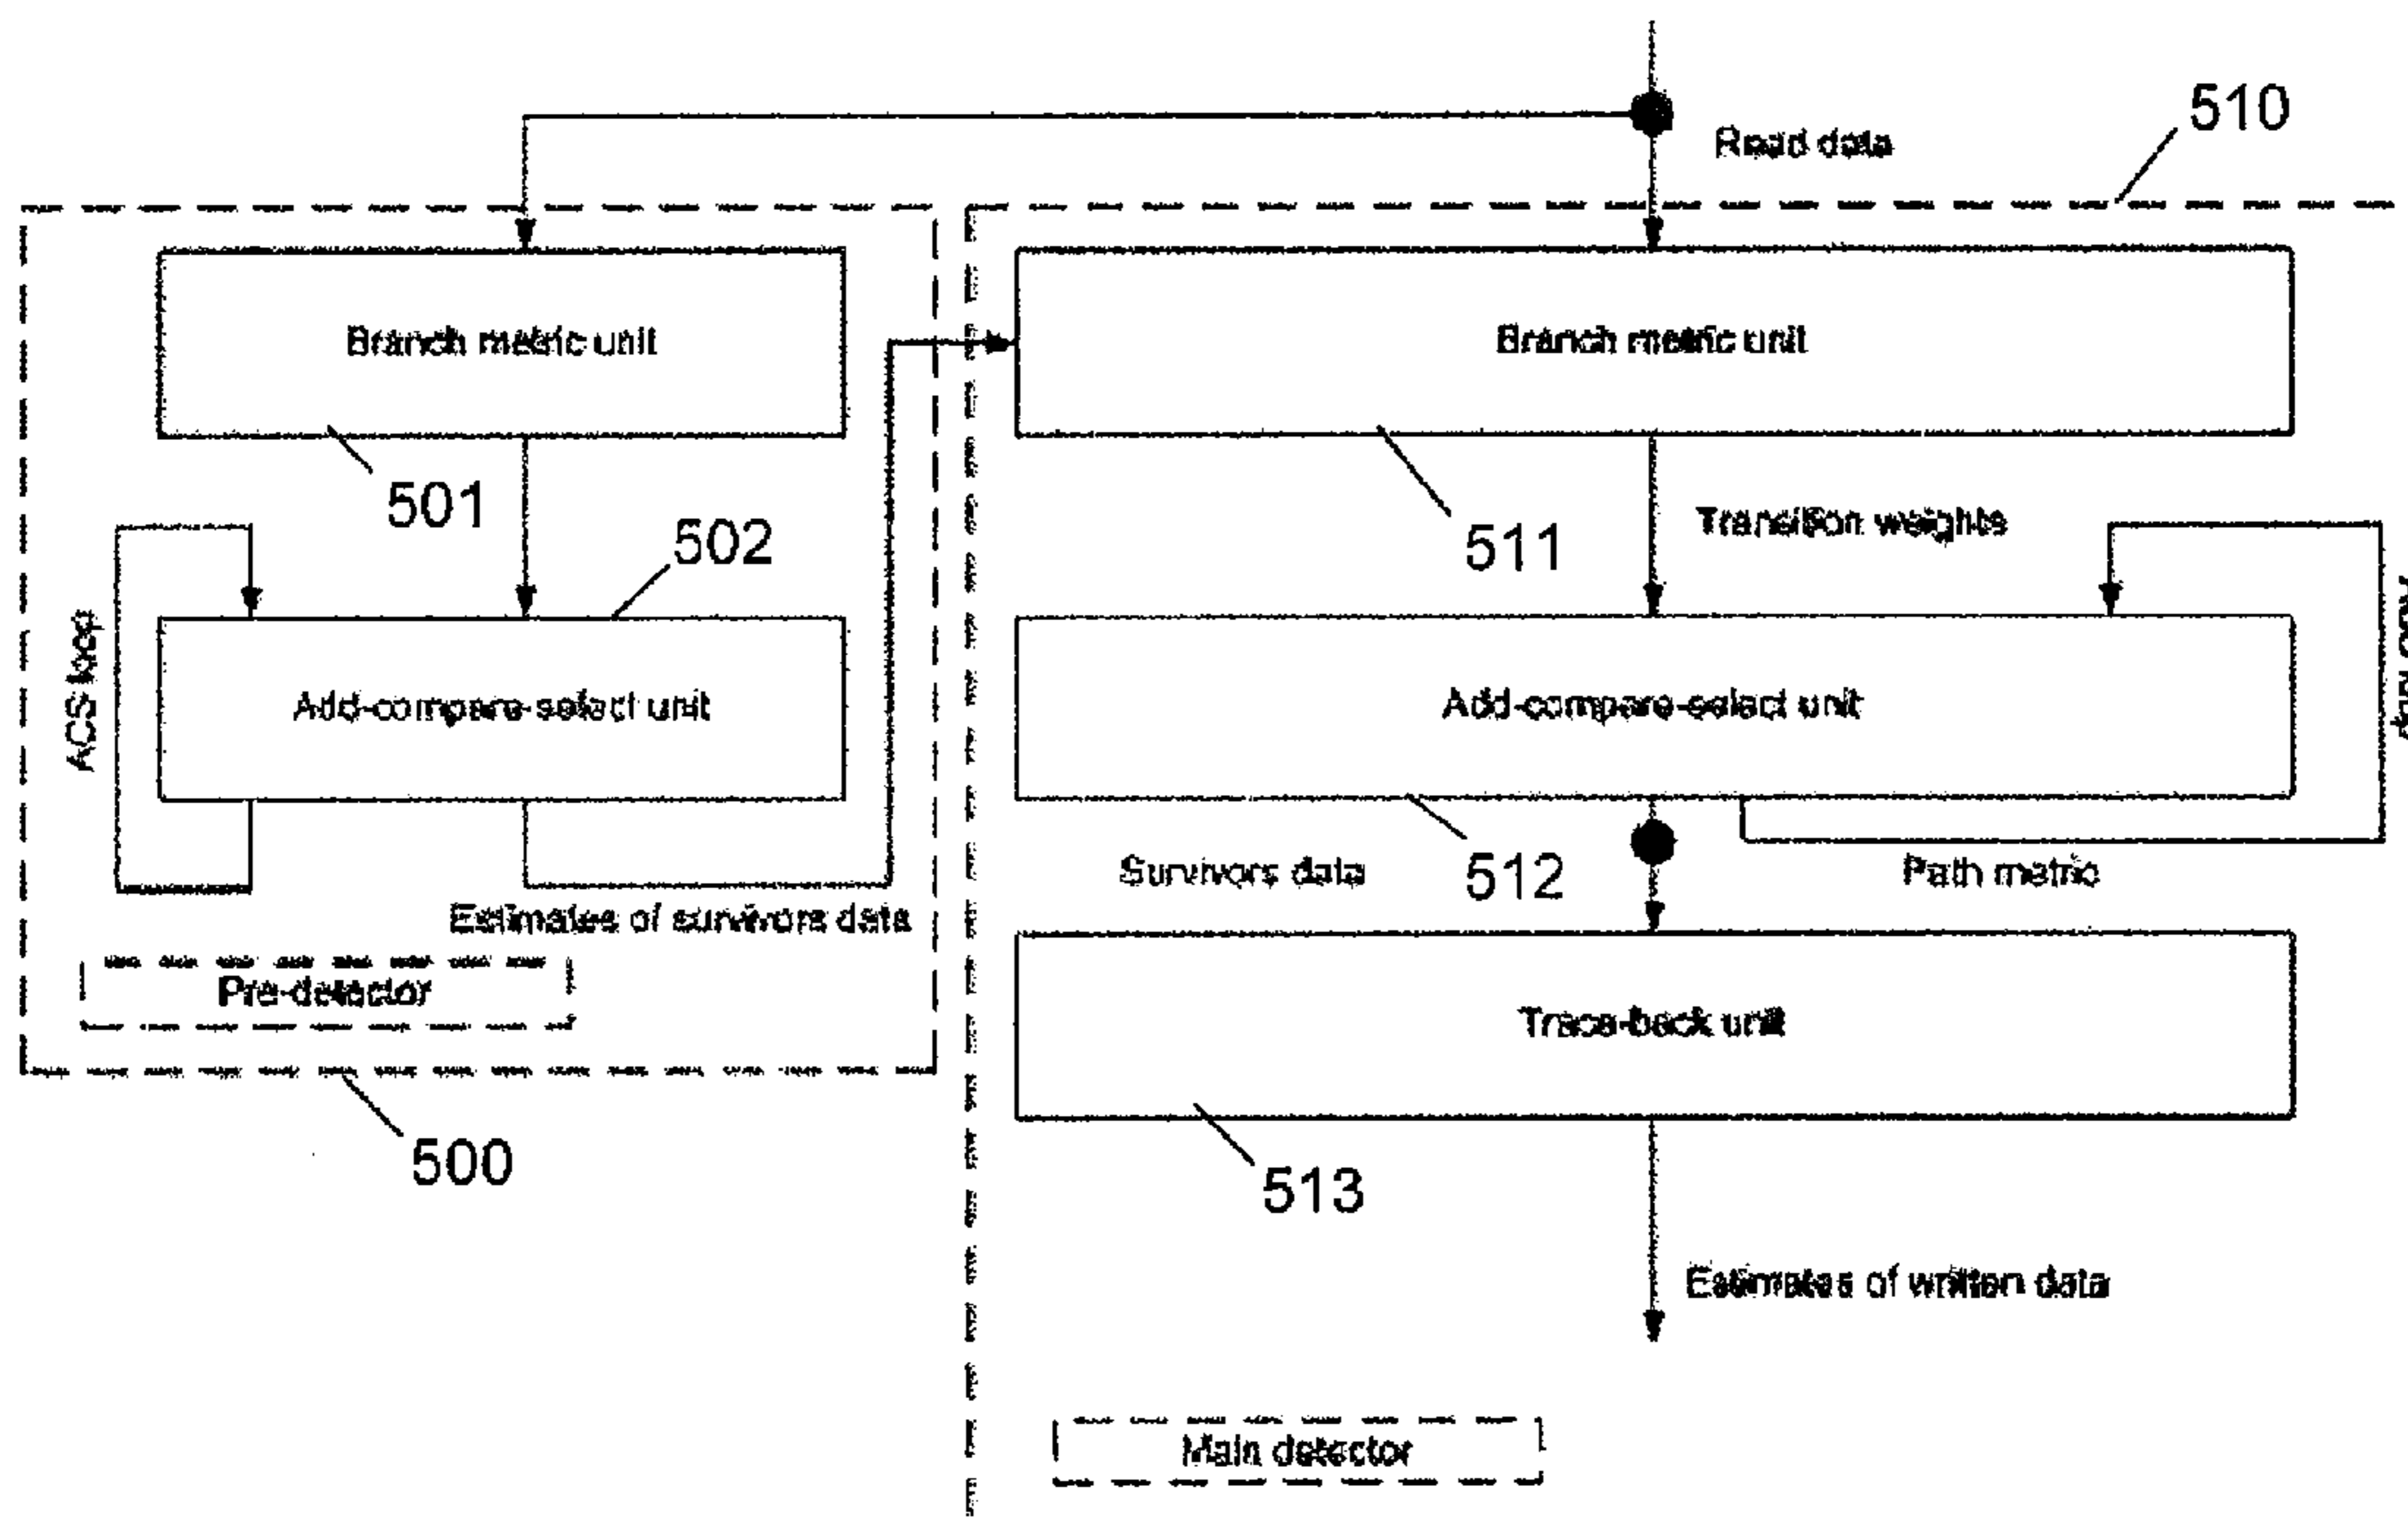 510
Read data
Branch metric unit
Branch metric unit
501
502
511
Transition weights
ACS loop
Add-compare-select unit
Add-compare-select unit
Survivors data
512
Path metric
Estimates of survivors data
Pre-detector
Trace-back unit
500
513
Estimates of written data
Main detector